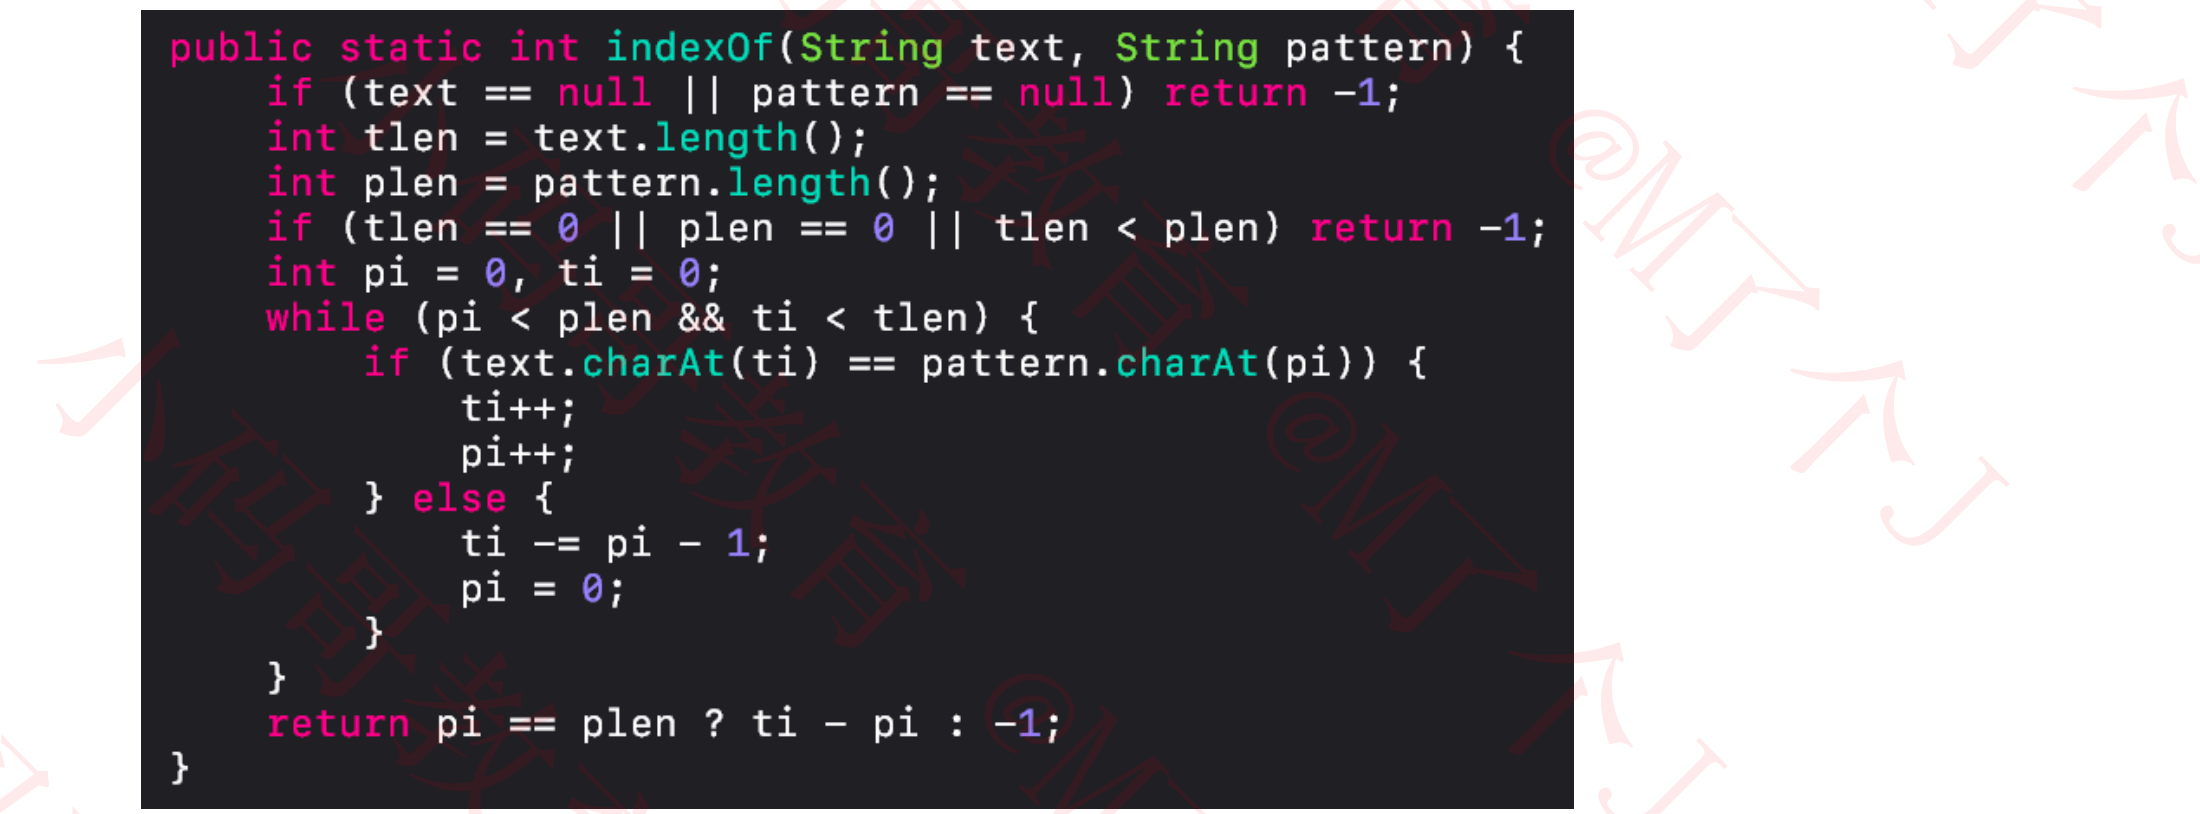 public static int indexOf(String text, String pattern) {
    if (text == null || pattern == null) return -1;
    int tlen = text.length();
    int plen = pattern.length();
    if (tlen == 0 || plen == 0 || tlen < plen) return -1;
    int pi = 0, ti = 0;
    while (pi < plen && ti < tlen) {
        if (text.charAt(ti) == pattern.charAt(pi)) {
            ti++;
            pi++;
        } else {
            ti -= pi - 1;
            pi = 0;
        }
    }
    return pi == plen ? ti - pi : -1;
}
小码哥教育
@M了个J
小码哥教育
@M了个J
@M